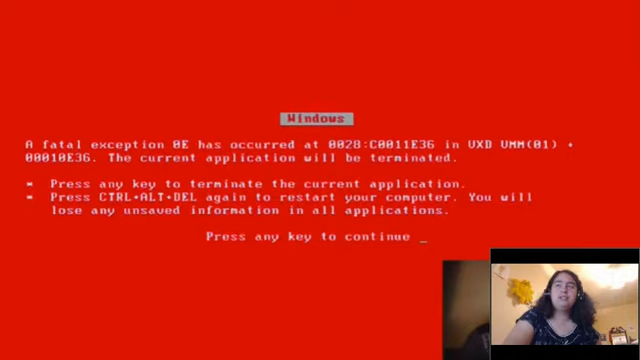 Windows
A fatal exception 0E has occurred at 0028:C0011E36 in UXD UMM(01) +
00010E36. The current application will be terminated.
* Press any key to terminate the current application.
* Press CTRL+ALT+DEL again to restart your computer. You will
lose any unsaved information in all applications.
Press any key to continue _